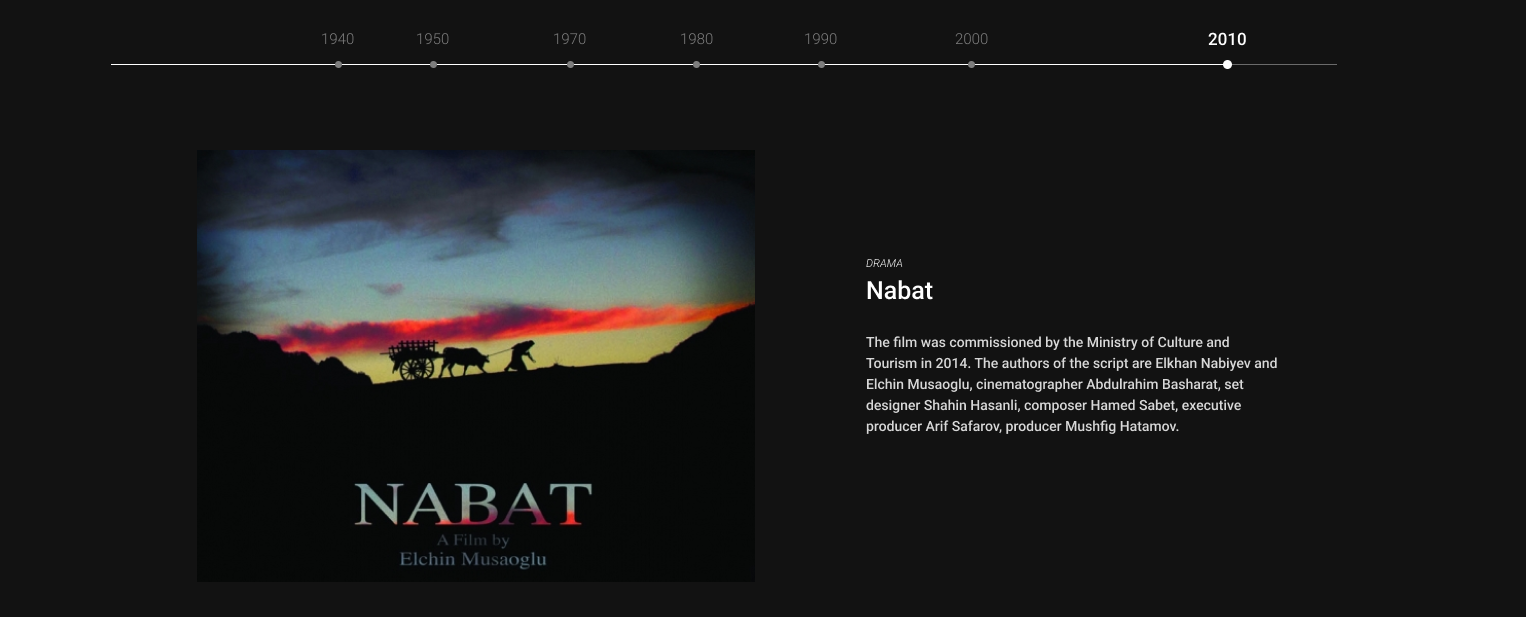 1940 1950 1970 1980 1990 2000 2010
NABAT
A Film by
Elchin Musaoglu
DRAMA
Nabat
The film was commissioned by the Ministry of Culture and
Tourism in 2014. The authors of the script are Elkhan Nabiyev and
Elchin Musaoglu, cinematographer Abdulrahim Basharat, set
designer Shahin Hasanli, composer Hamed Sabet, executive
producer Arif Safarov, producer Mushfig Hatamov.